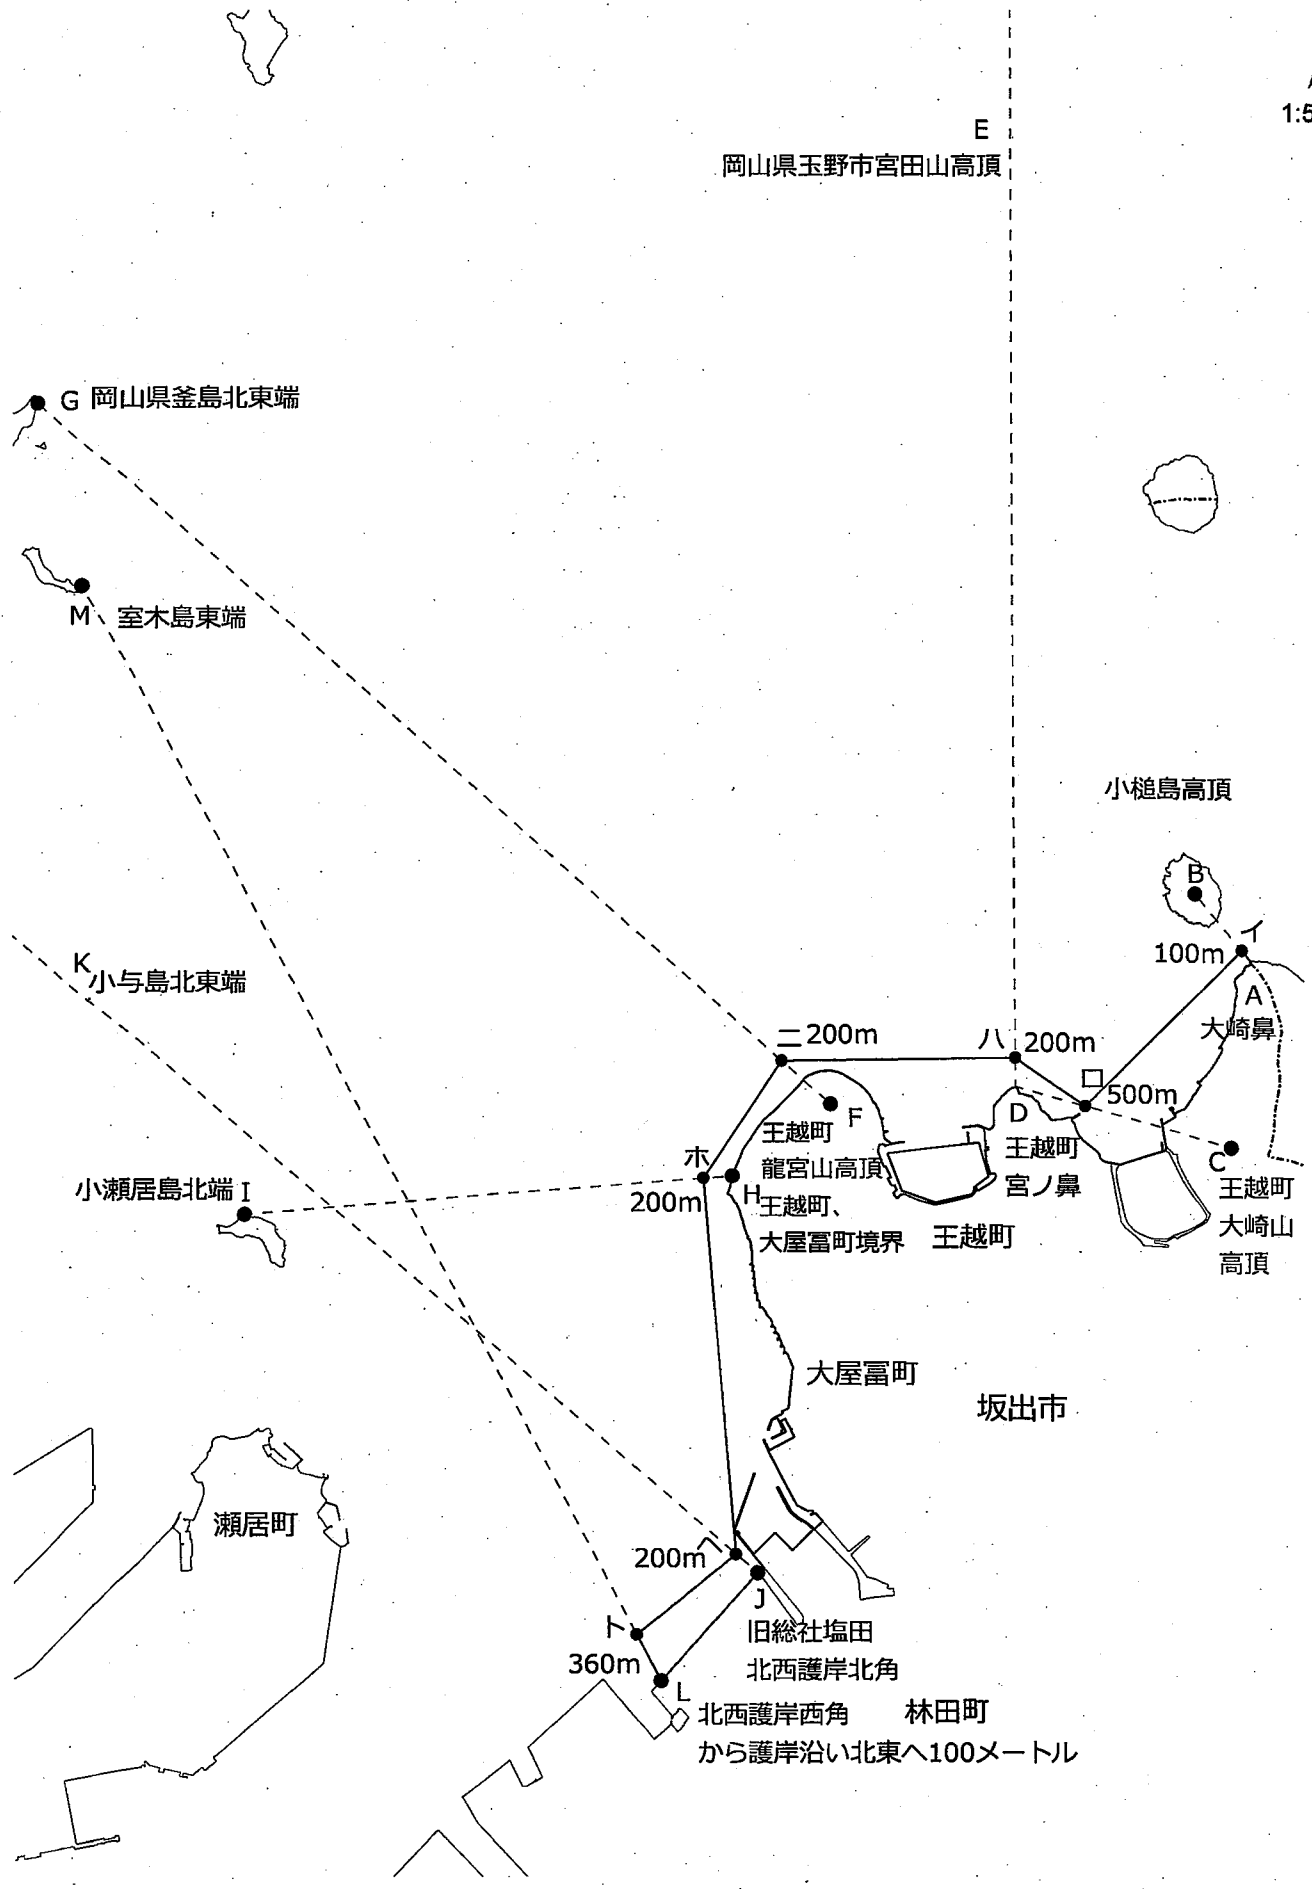 1:5
E
岡山県玉野市宮田山高頂
G 岡山県釜島北東端
M 室木島東端
小槌島高頂
B
イ
100m
A
大崎鼻
K
小与島北東端
ニ 200m
ハ 200m
ロ
500m
D
王越町
宮ノ鼻
C
王越町
大崎山
高頂
F
王越町
龍宮山高頂
ホ
200m
H
王越町、
大屋冨町境界
王越町
小瀬居島北端 I
大屋冨町
坂出市
瀬居町
ヘ
200m
J
旧総社塩田
北西護岸北角
ト
360m
L
北西護岸西角
から護岸沿い北東へ100メートル
林田町